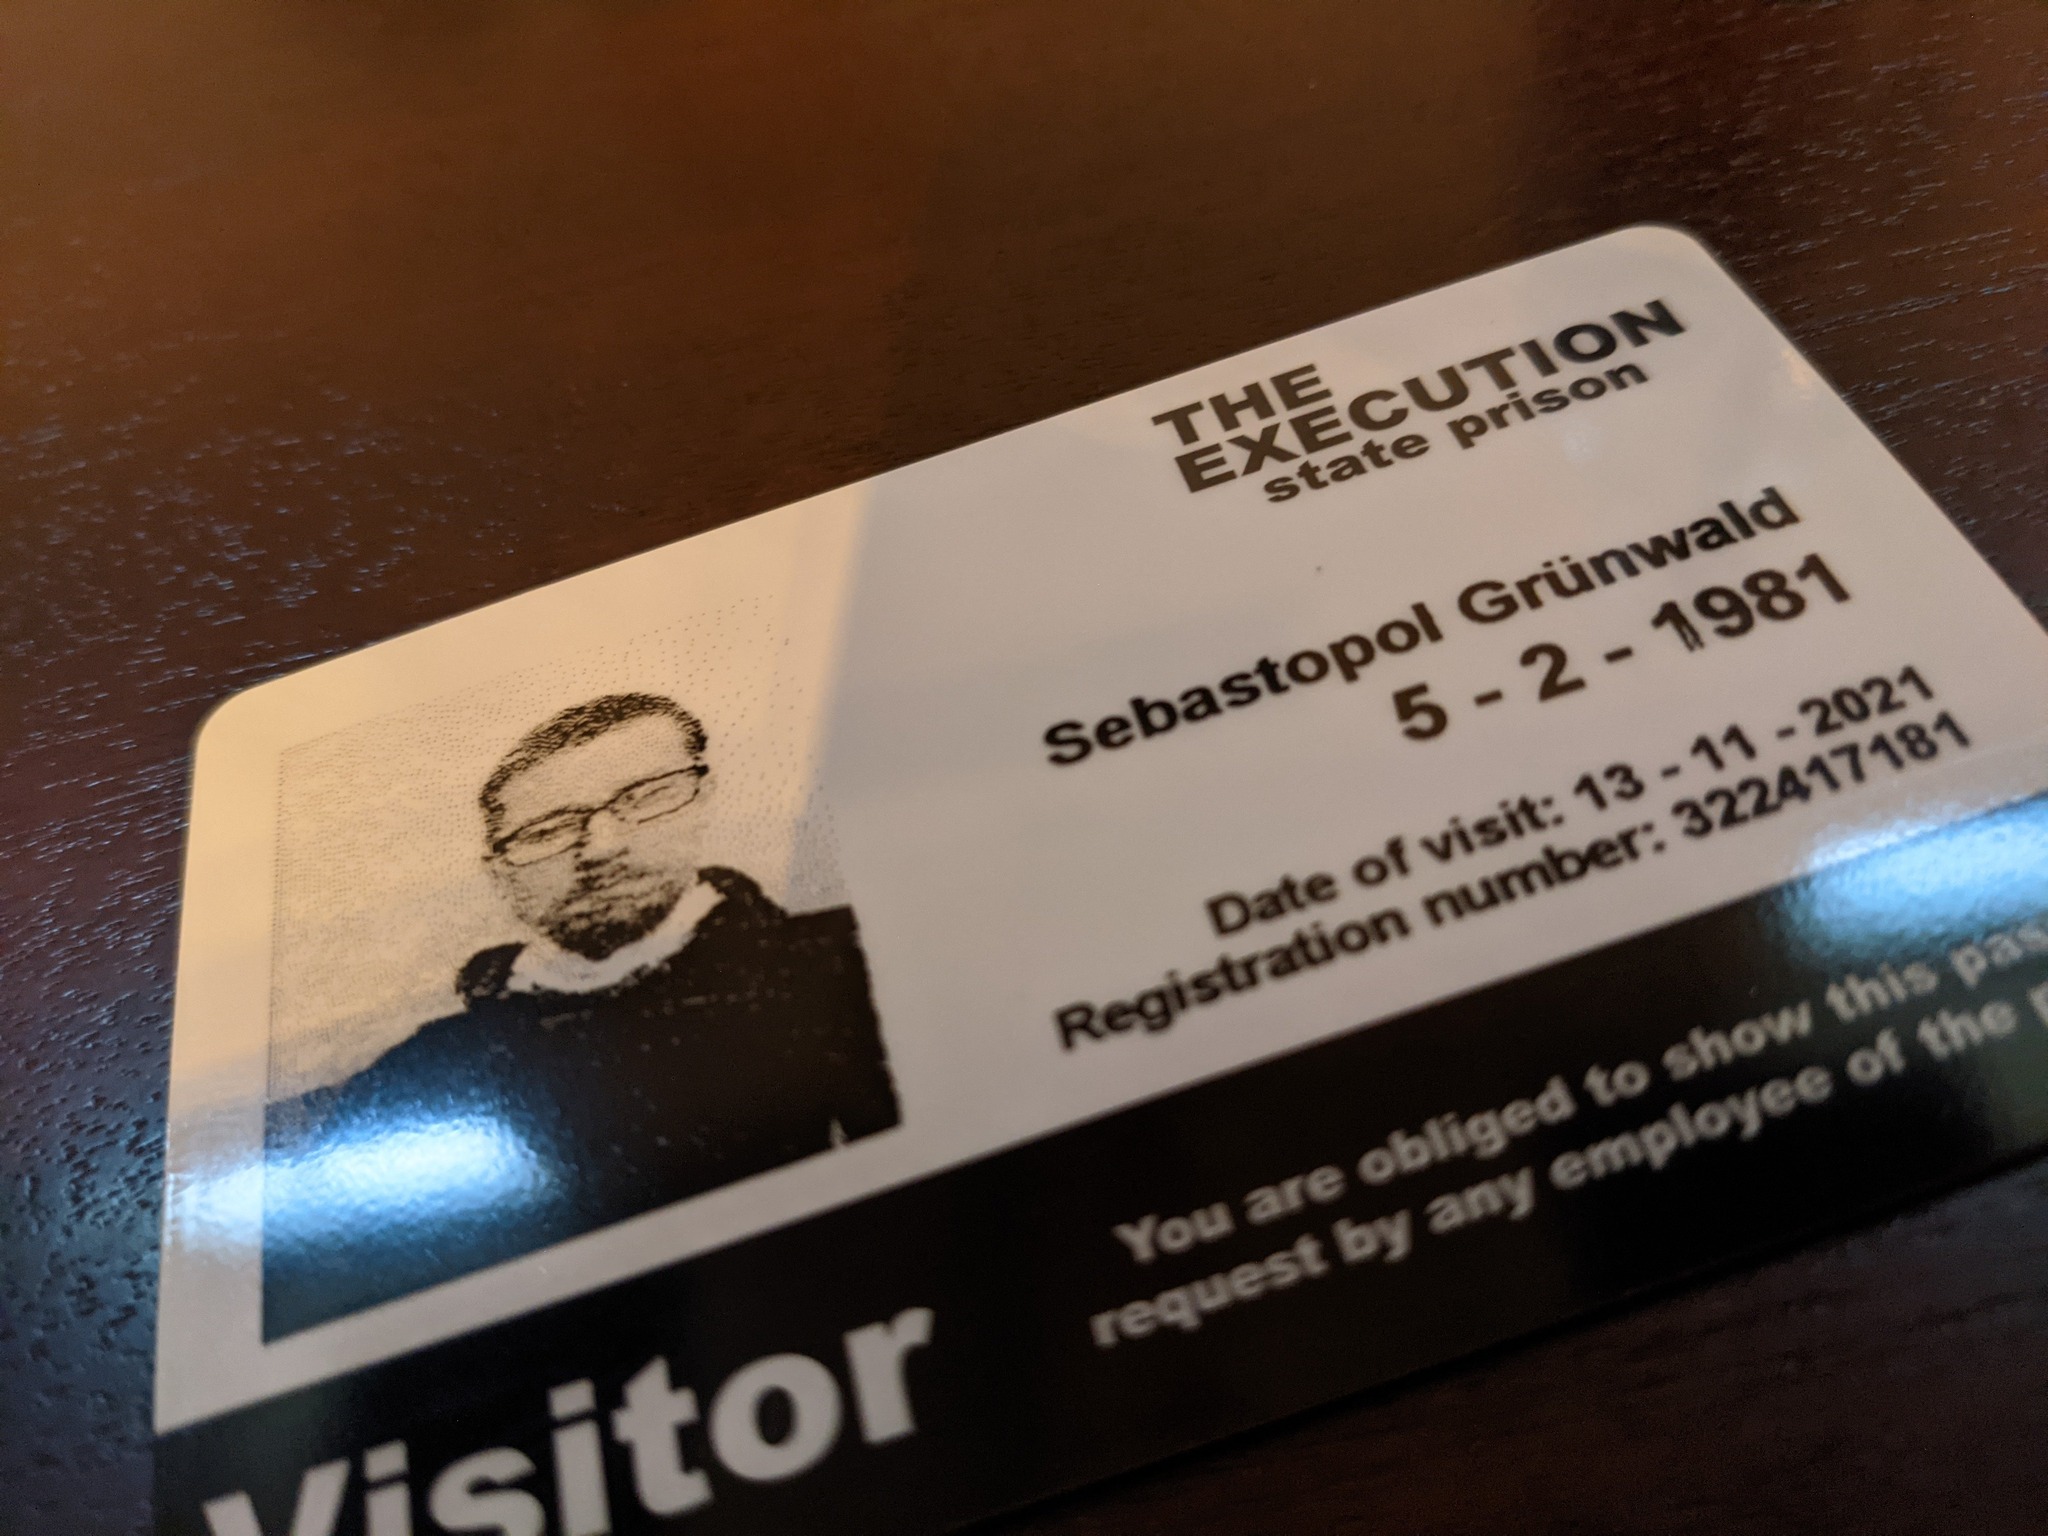 THE
EXECUTION
state prison
Sebastopol Grünwald
5 - 2 - 1981
Date of visit: 13 - 11 - 2021
Registration number: 322417181
You are obliged to show this
request by any employee of the
Visitor